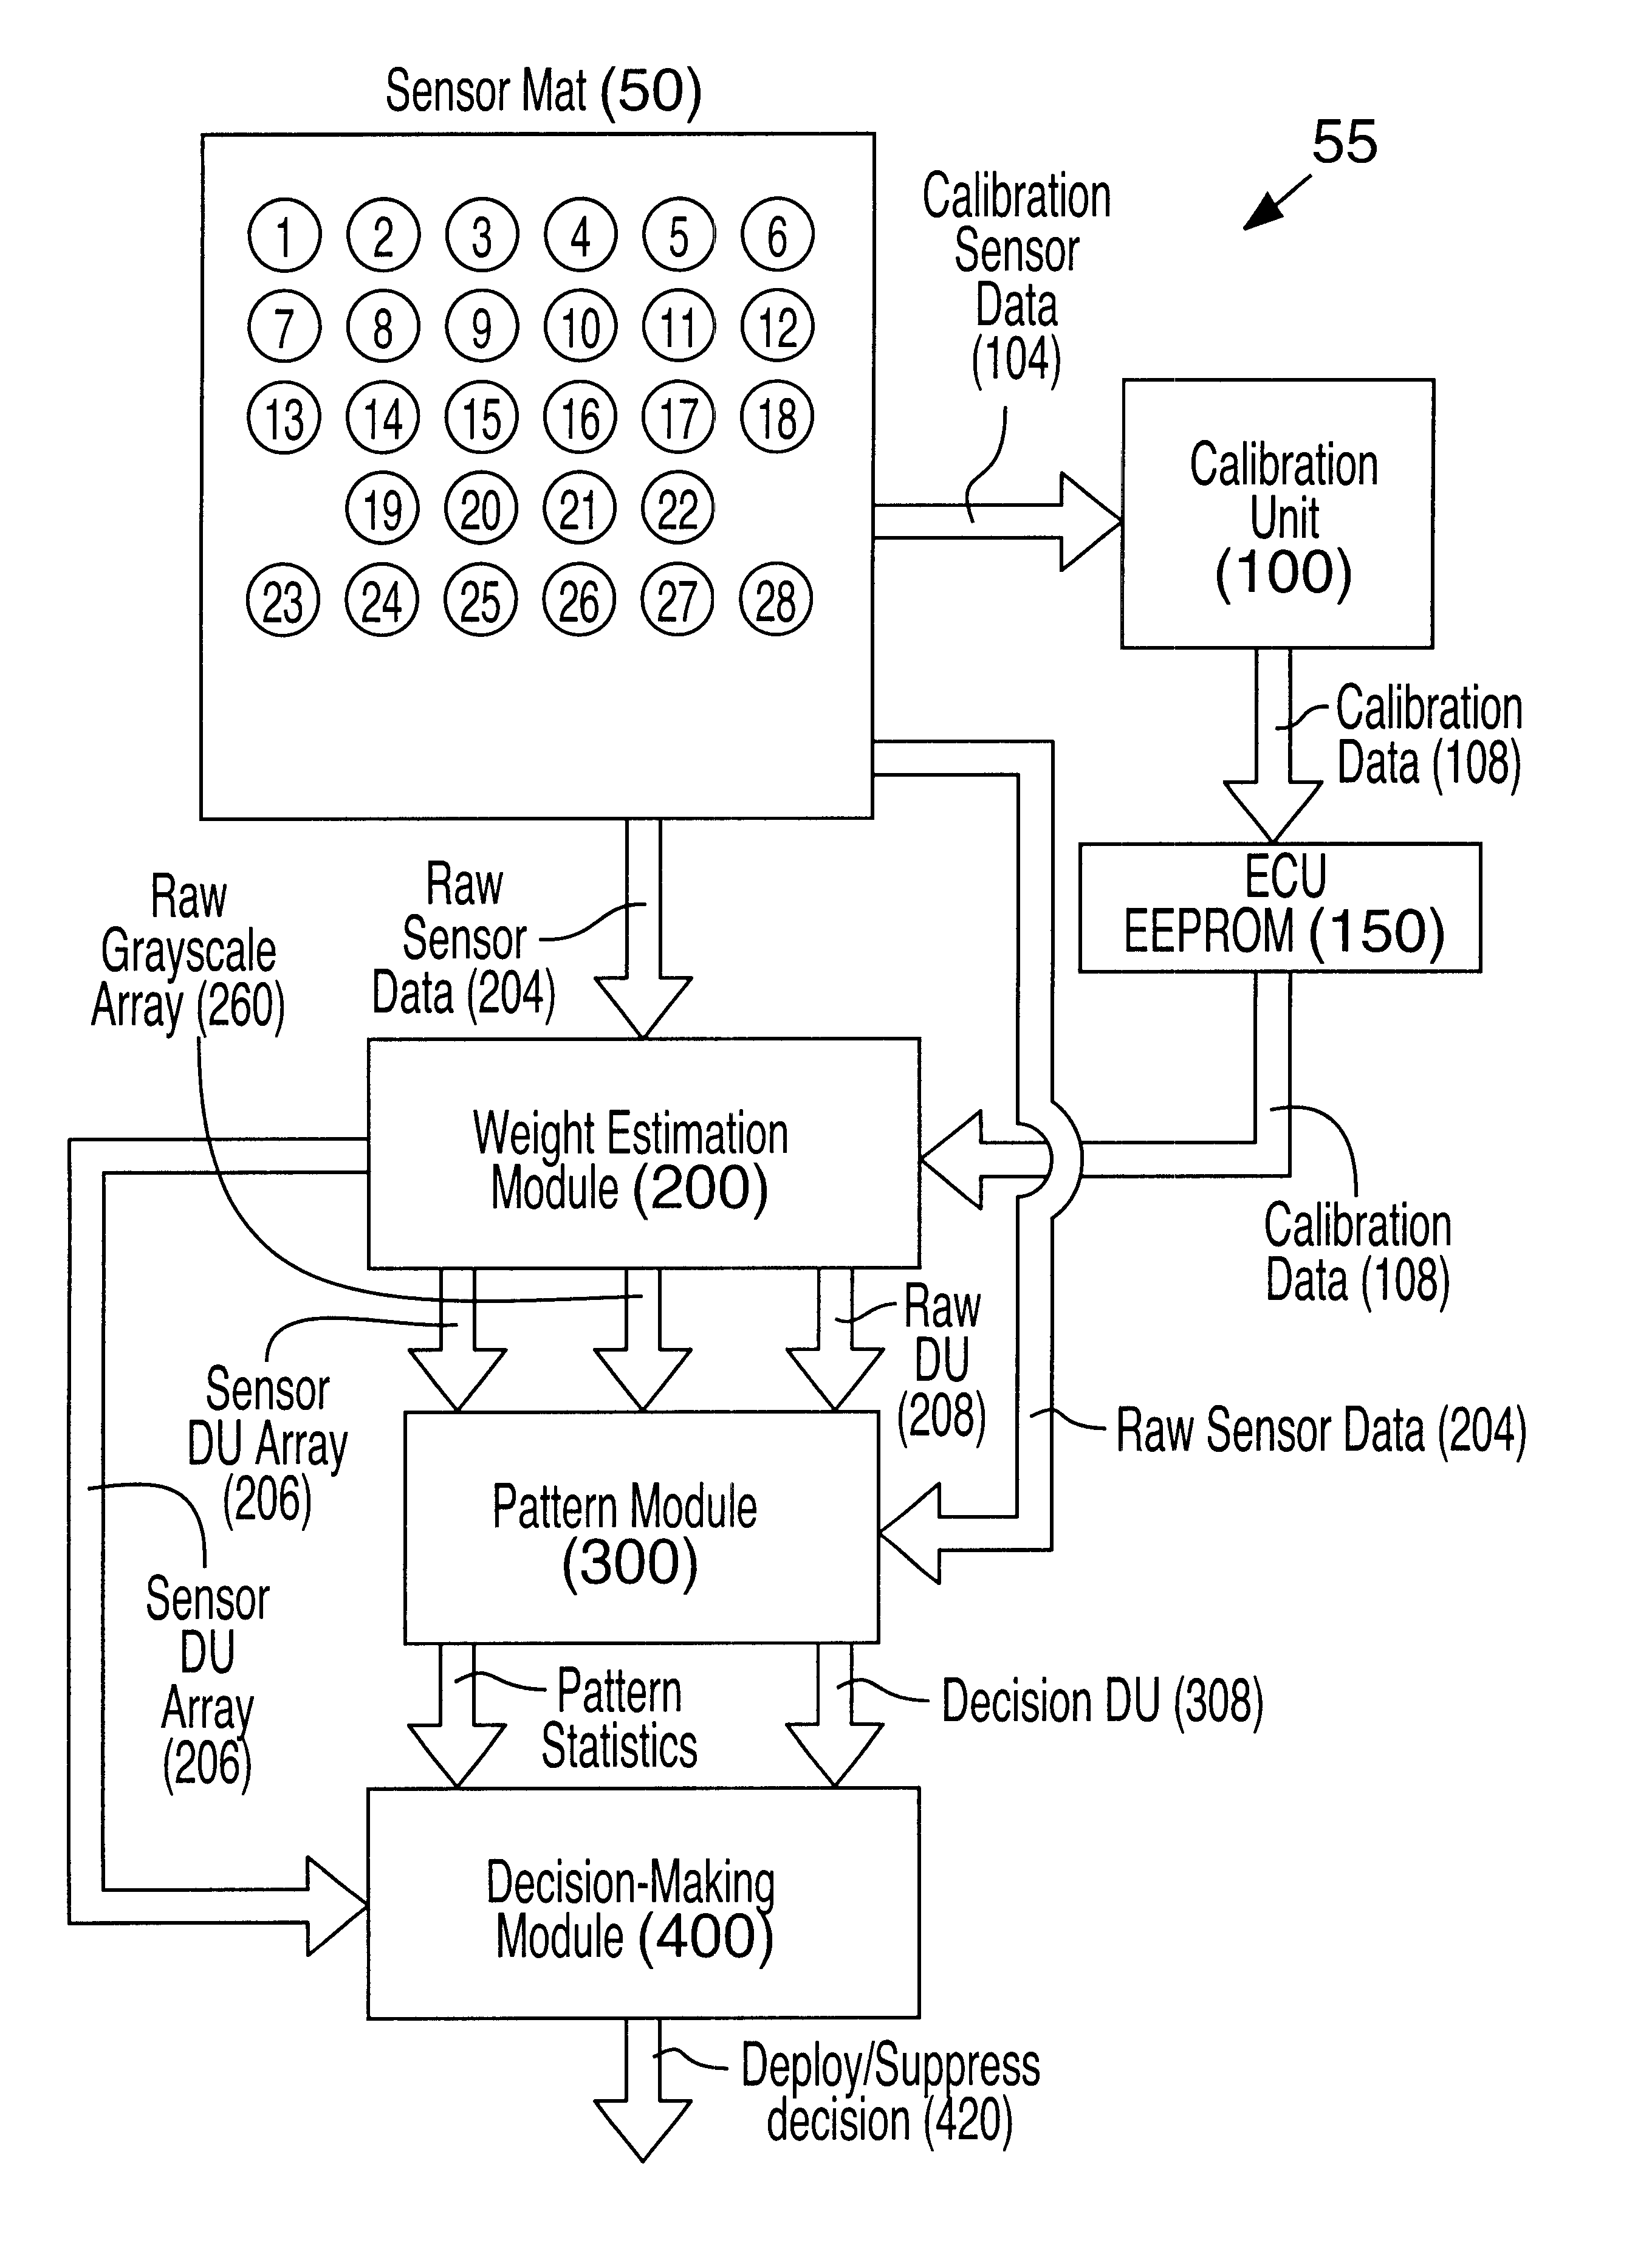 Sensor Mat (50)
55
1 2 3 4 5 6
7 8 9 10 11 12
13 14 15 16 17 18
19 20 21 22
23 24 25 26 27 28
Calibration
Sensor
Data
(104)
Calibration
Unit
(100)
Calibration
Data (108)
ECU
EEPROM (150)
Raw
Sensor
Data (204)
Raw
Grayscale
Array (260)
Weight Estimation
Module (200)
Calibration
Data (108)
Raw
DU
(208)
Sensor
DU Array
(206)
Raw Sensor Data (204)
Pattern Module
(300)
Sensor
DU
Array
(206)
Pattern
Statistics
Decision DU (308)
Decision-Making
Module (400)
Deploy/Suppress
decision (420)